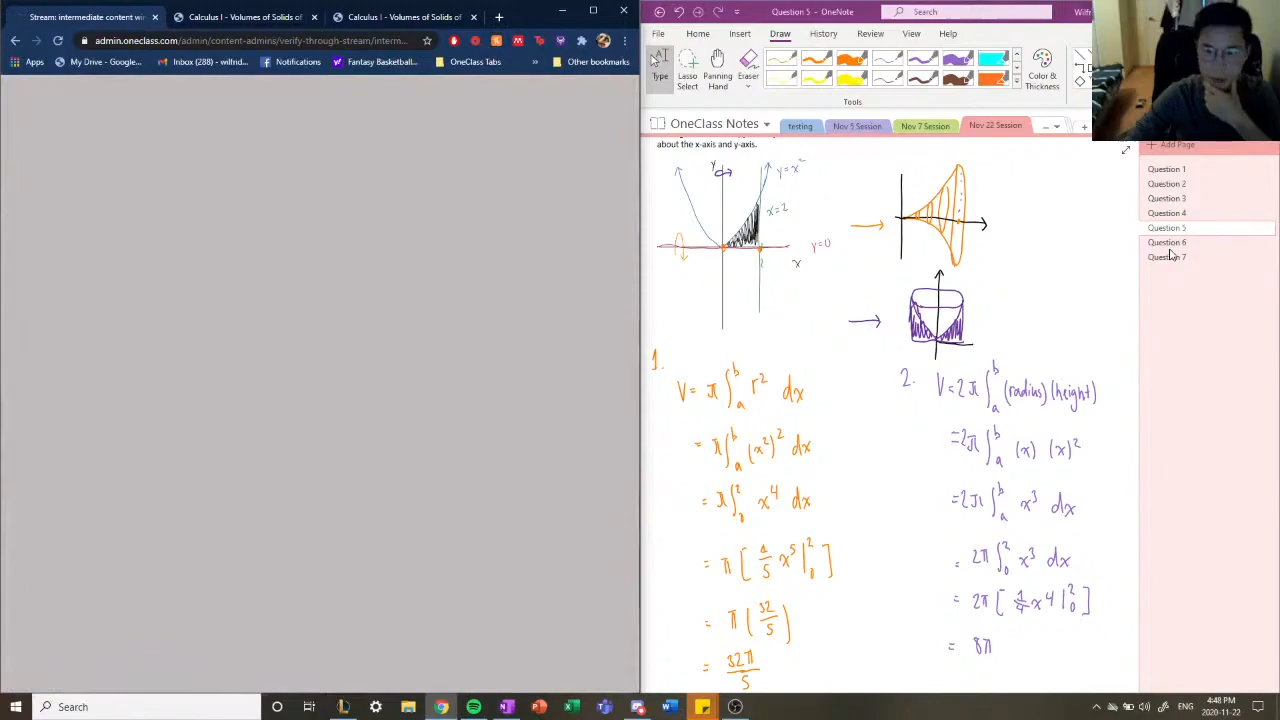 Stream: intermediate content wi
Calculus I - Volumes of Solids of
Calculus I - Volumes of Solids of
adminoneclass.com/content-admins/verify-through-stream/interm...
Apps
My Drive - Google...
Inbox (288) - wilfini...
Notifications
Fantasy Basketball...
OneClass Tabs
Other bookmarks
Question 5 - OneNote
Search
Wilfr
File
Home
Insert
Draw
History
Review
View
Help
Type
Lasso Select
Panning Hand
Eraser
Color & Thickness
Tools
OneClass Notes
testing
Nov 5 Session
Nov 7 Session
Nov 22 Session
Add Page
Question 1
Question 2
Question 3
Question 4
Question 5
Question 6
Question 7
about the x-axis and y-axis.
y
y=x²
x=2
y=0
2
x
1.
V= π ∫ₐᵇ r² dx
= π ∫ₐᵇ (x²)² dx
= π ∫₀² x⁴ dx
= π [ 1/5 x⁵ |₀² ]
= π ( 32/5 )
= 32π/5
2.
V=2π ∫ₐᵇ (radius)(height)
=2π ∫ₐᵇ (x) (x)²
=2π ∫ₐᵇ x³ dx
= 2π ∫₀² x³ dx
= 2π [ 1/4 x⁴ |₀² ]
= 8π
Search
4:48 PM
2020-11-22